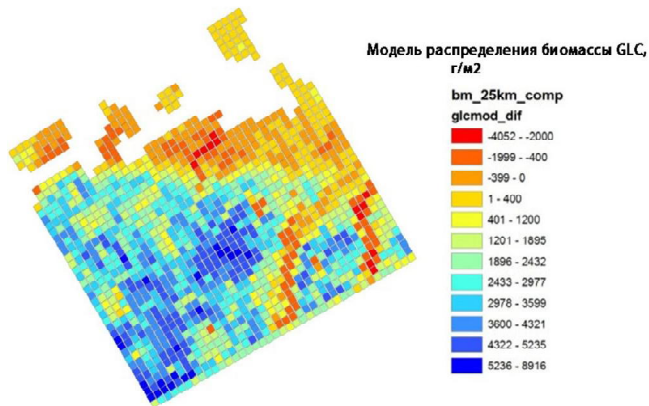 Модель распределения биомассы GLC,
г/м2
bm_25km_comp
glcmod_dif
-4052 - -2000
-1999 - -400
-399 - 0
1 - 400
401 - 1200
1201 - 1895
1896 - 2432
2433 - 2977
2978 - 3599
3600 - 4321
4322 - 5235
5236 - 8916